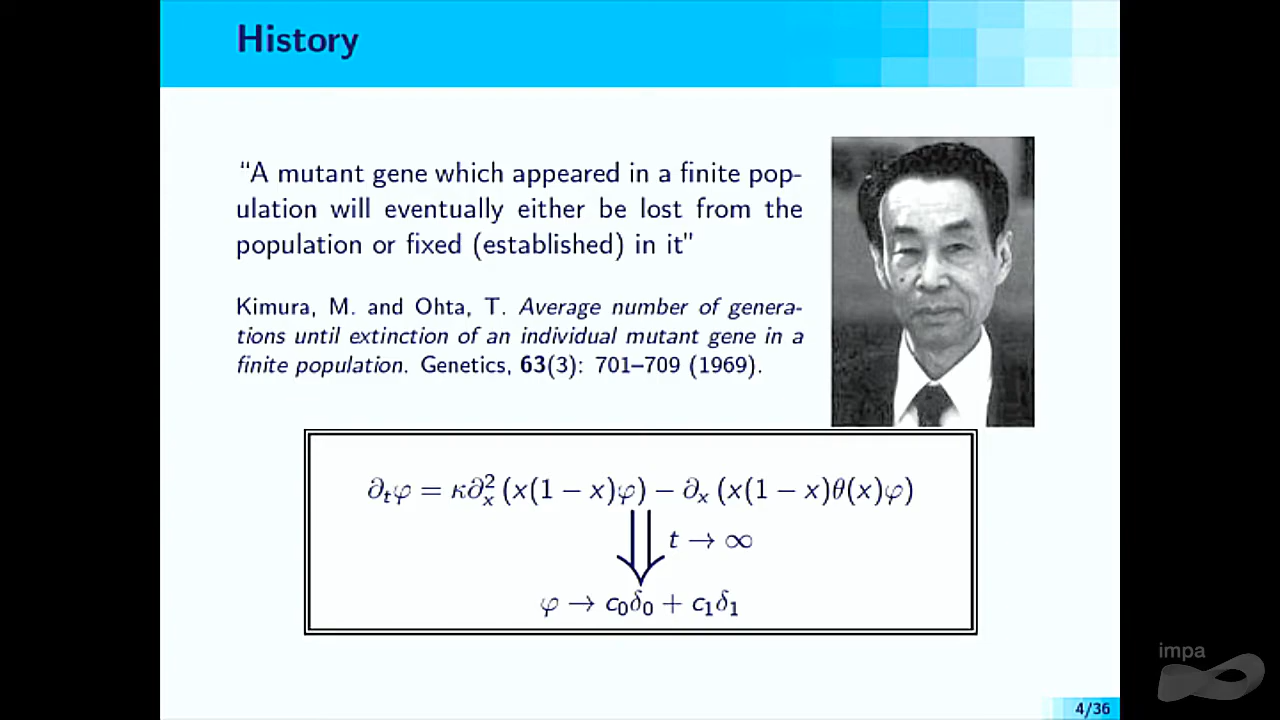 History
“A mutant gene which appeared in a finite pop-
ulation will eventually either be lost from the
population or fixed (established) in it”
Kimura, M. and Ohta, T. Average number of genera-
tions until extinction of an individual mutant gene in a
finite population. Genetics, 63(3): 701–709 (1969).
∂ₜφ = κ∂ₓ² (x(1 − x)φ) − ∂ₓ (x(1 − x)θ(x)φ)
t → ∞
φ → c₀δ₀ + c₁δ₁
impa
4/36